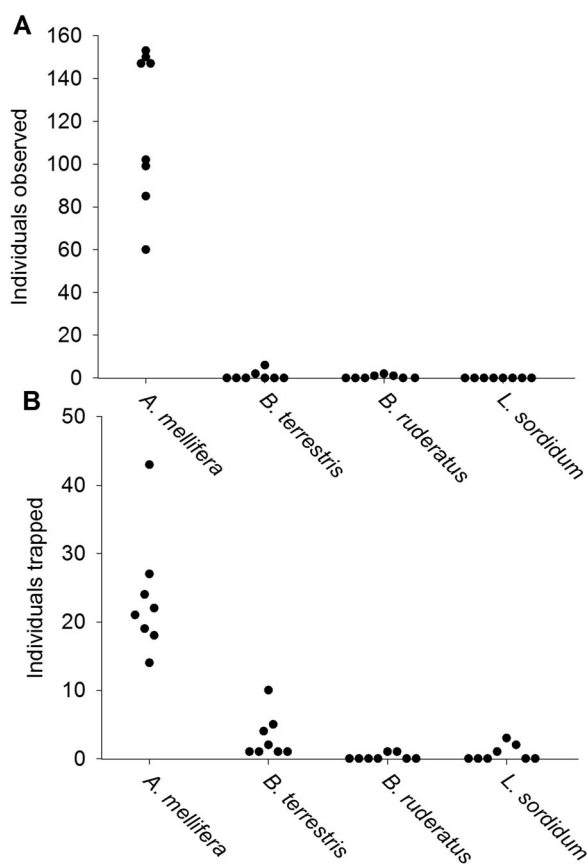 A
Individuals observed
160
140
120
100
80
60
40
20
0
A. mellifera
B. terrestris
B. ruderatus
L. sordidum
B
Individuals trapped
50
40
30
20
10
0
A. mellifera
B. terrestris
B. ruderatus
L. sordidum